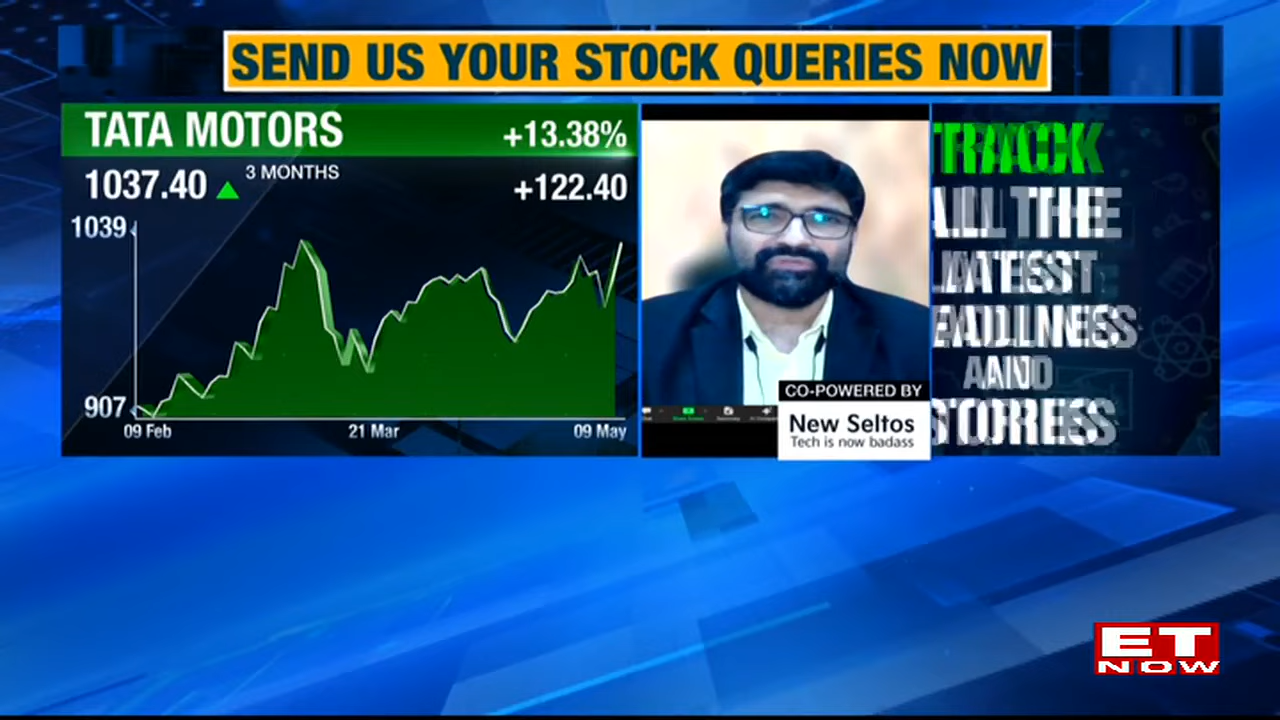 SEND US YOUR STOCK QUERIES NOW
TATA MOTORS
+13.38%
1037.40
3 MONTHS
+122.40
1039
907
09 Feb
21 Mar
09 May
CO-POWERED BY
New Seltos
Tech is now badass
TRACK
ALL THE
LATEST
AND
ET
NOW